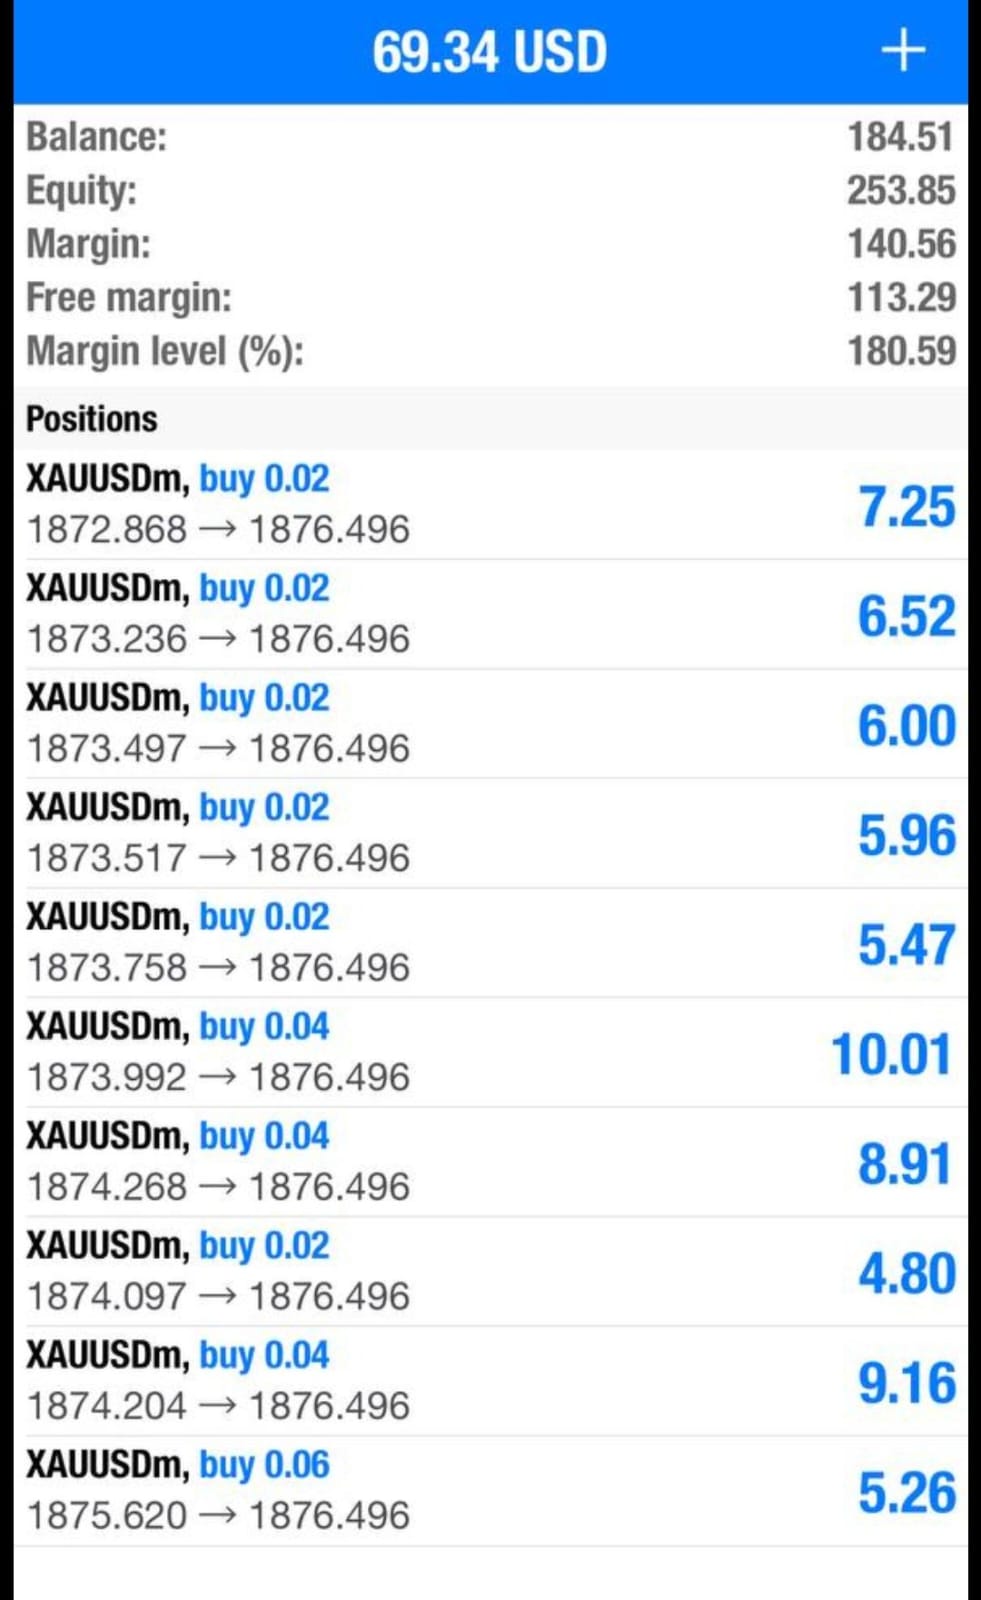 69.34 USD +
Balance: 184.51
Equity: 253.85
Margin: 140.56
Free margin: 113.29
Margin level (%): 180.59
Positions
XAUUSDm, buy 0.02
1872.868 → 1876.496 7.25
XAUUSDm, buy 0.02
1873.236 → 1876.496 6.52
XAUUSDm, buy 0.02
1873.497 → 1876.496 6.00
XAUUSDm, buy 0.02
1873.517 → 1876.496 5.96
XAUUSDm, buy 0.02
1873.758 → 1876.496 5.47
XAUUSDm, buy 0.04
1873.992 → 1876.496 10.01
XAUUSDm, buy 0.04
1874.268 → 1876.496 8.91
XAUUSDm, buy 0.02
1874.097 → 1876.496 4.80
XAUUSDm, buy 0.04
1874.204 → 1876.496 9.16
XAUUSDm, buy 0.06
1875.620 → 1876.496 5.26